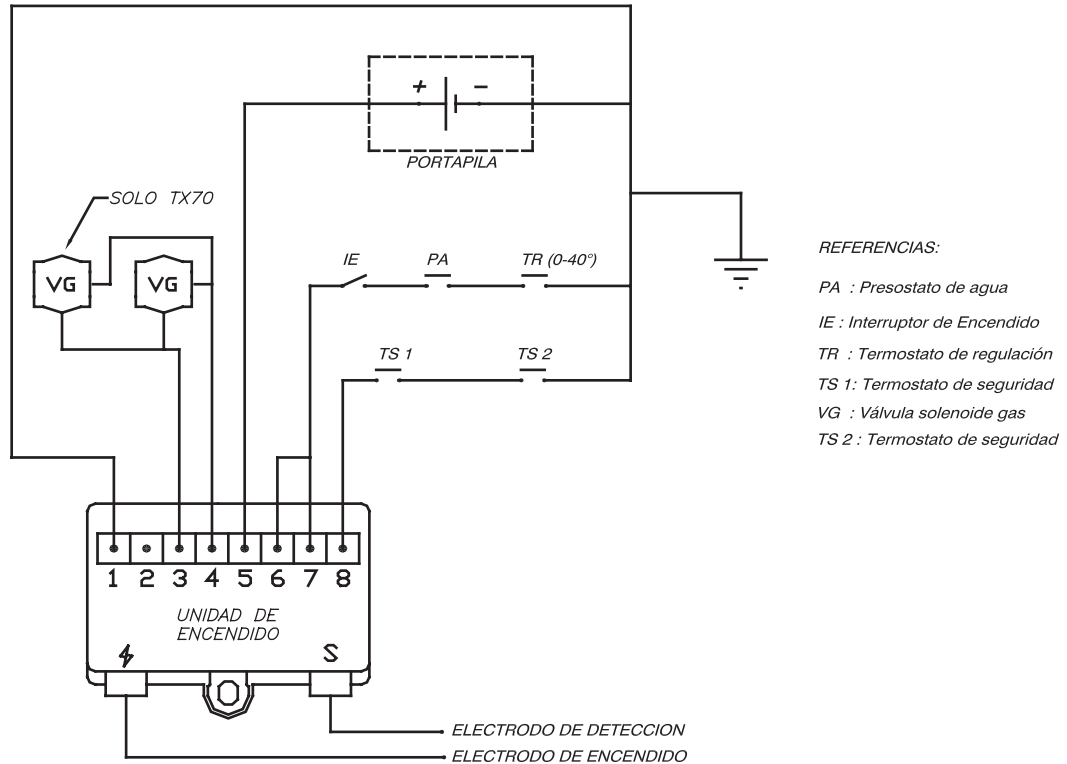 + −
PORTAPILA
SOLO TX70
VG VG
IE PA TR (0-40°)
TS 1 TS 2
REFERENCIAS:
PA : Presostato de agua
IE : Interruptor de Encendido
TR : Termostato de regulación
TS 1: Termostato de seguridad
VG : Válvula solenoide gas
TS 2 : Termostato de seguridad
1 2 3 4 5 6 7 8
UNIDAD DE
ENCENDIDO
S
ELECTRODO DE DETECCION
ELECTRODO DE ENCENDIDO